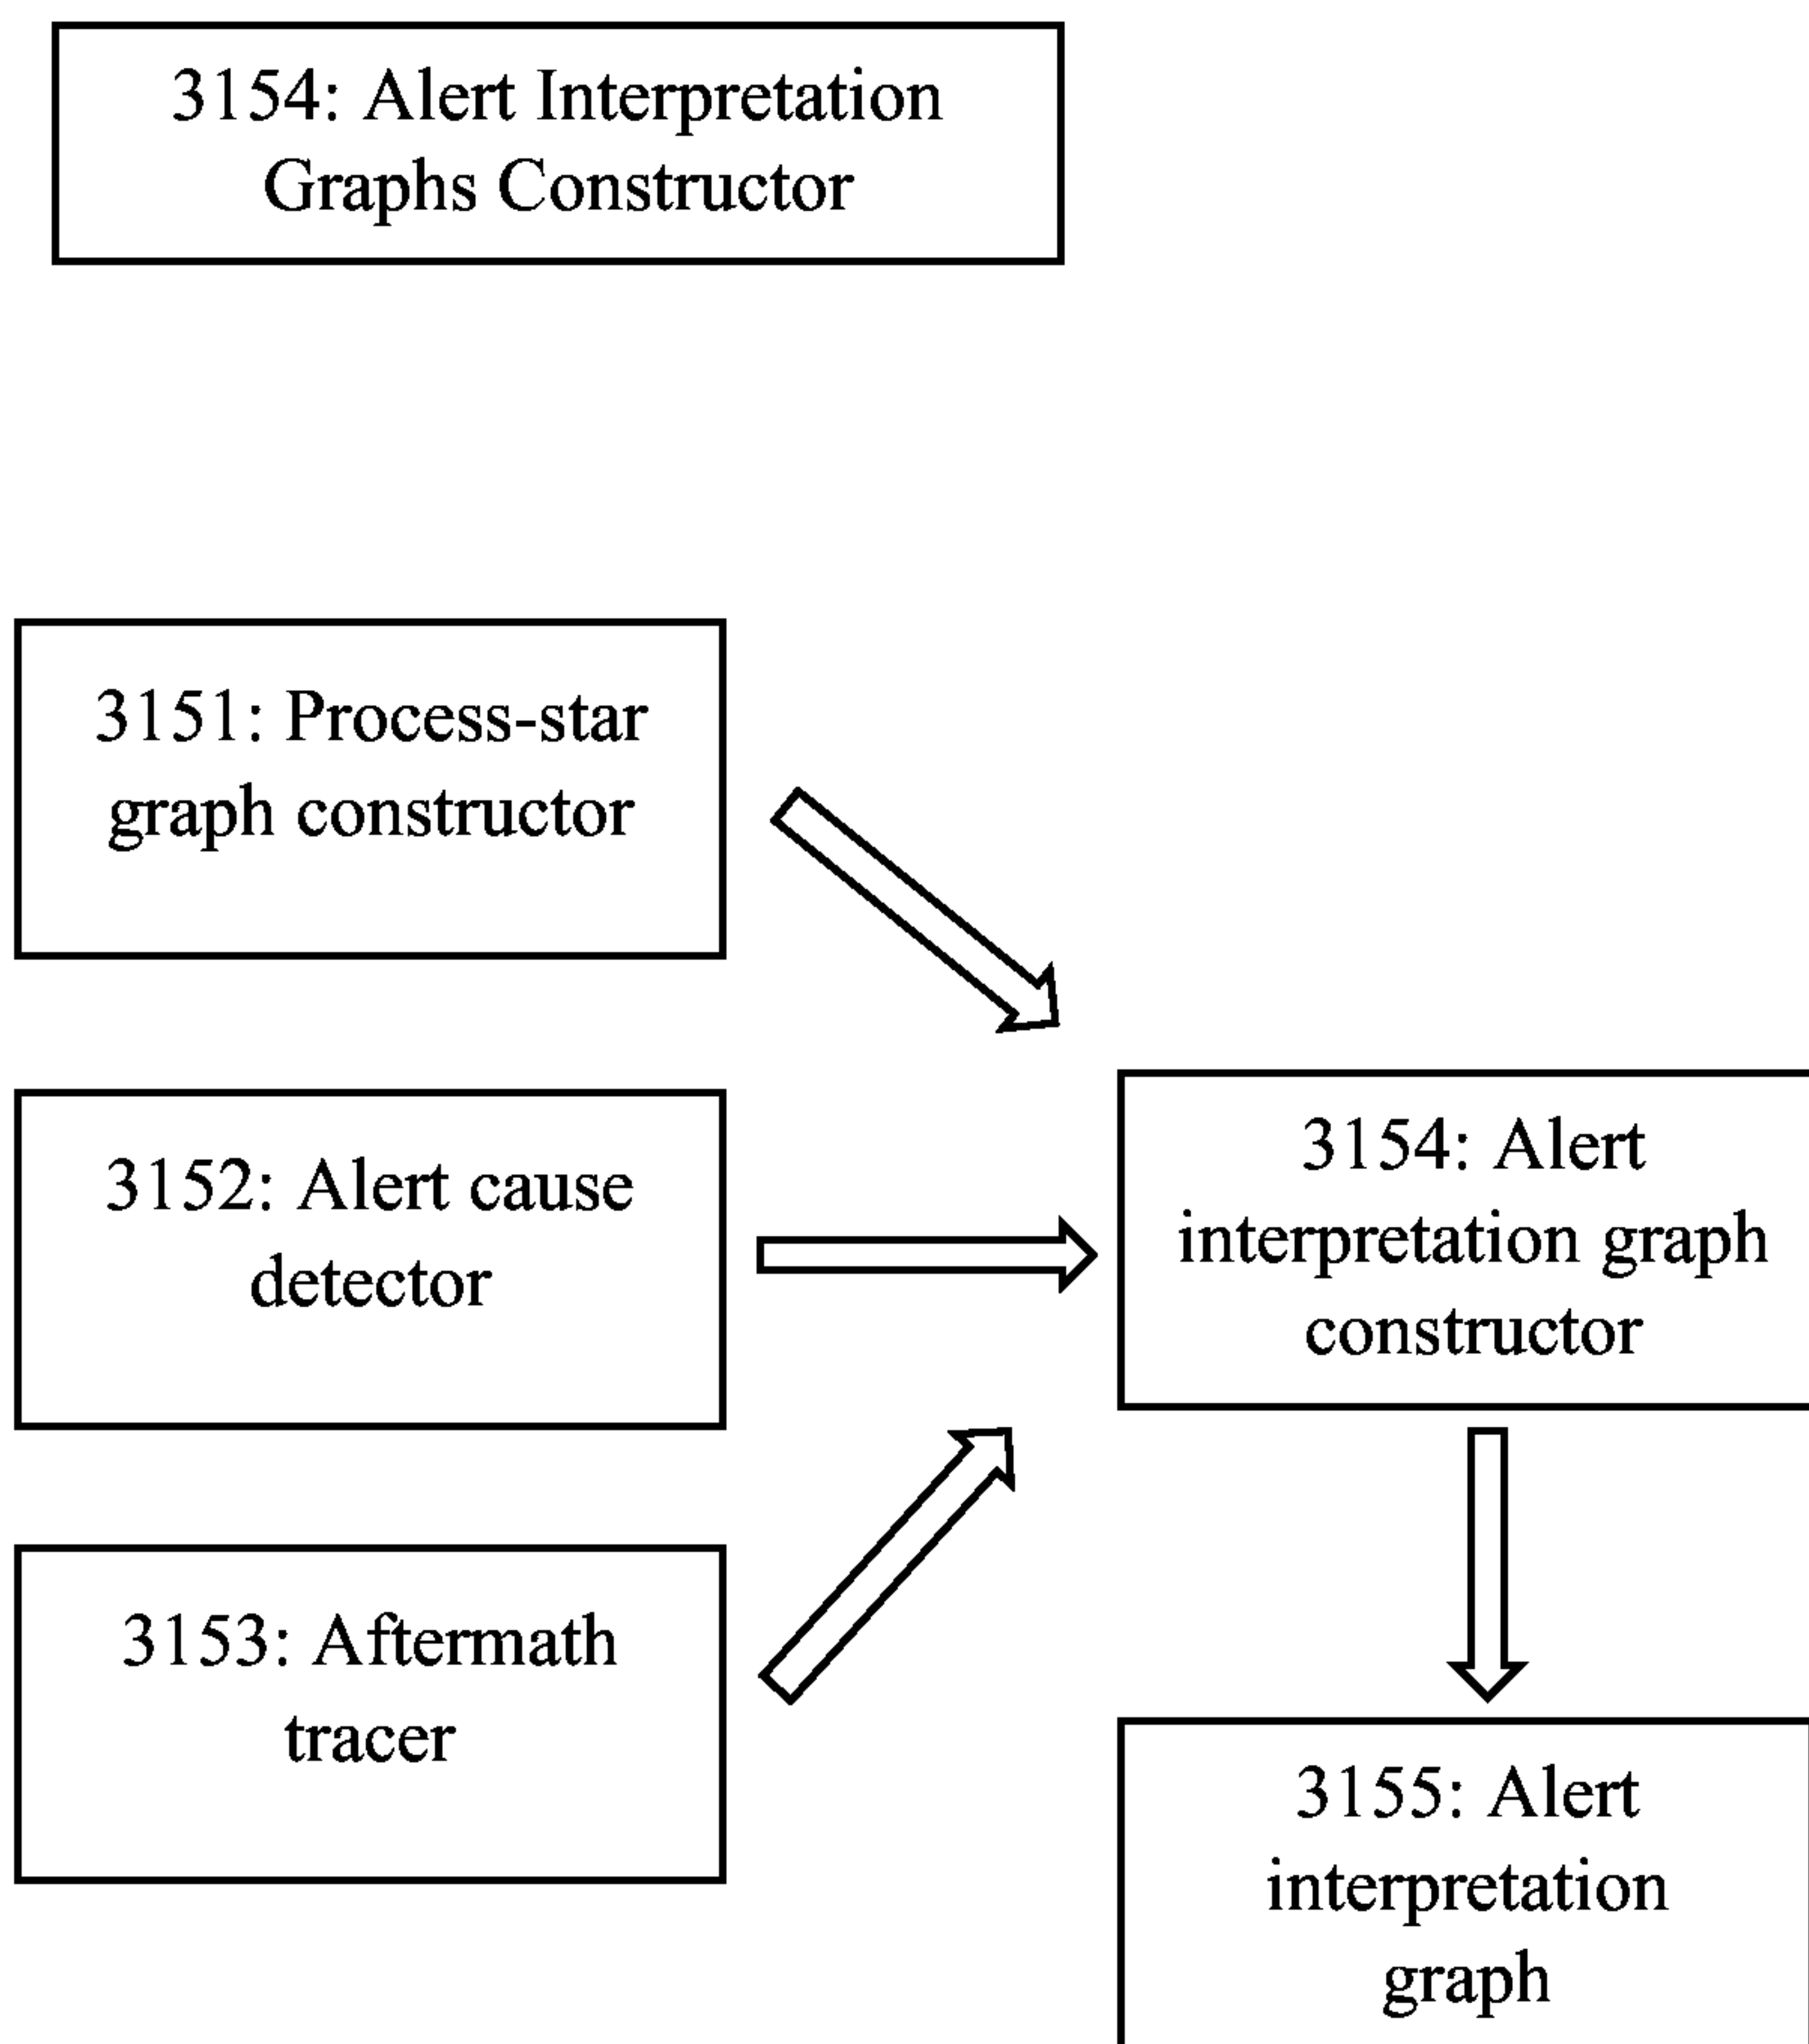 3154: Alert Interpretation
Graphs Constructor
3151: Process-star
graph constructor
3152: Alert cause
detector
3153: Aftermath
tracer
3154: Alert
interpretation graph
constructor
3155: Alert
interpretation
graph